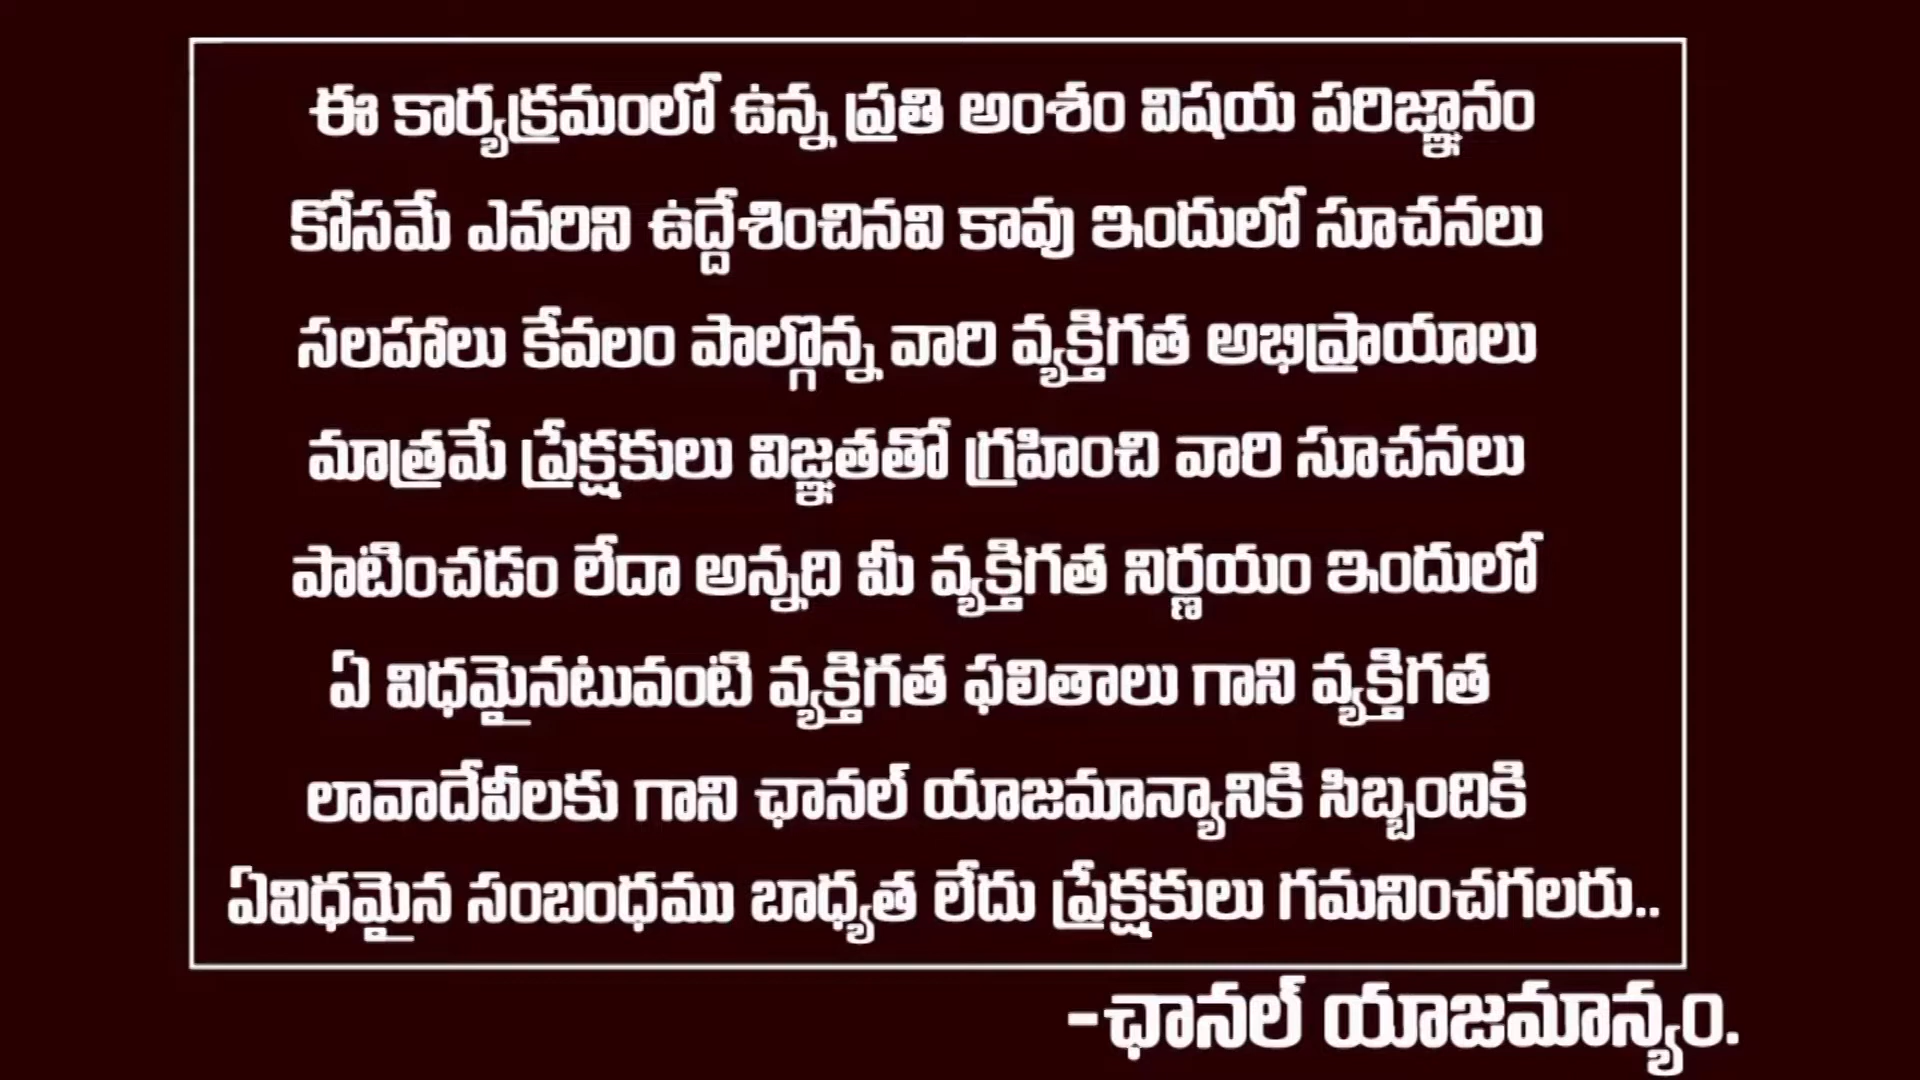 ఈ కార్యక్రమంలో ఉన్న ప్రతి అంశం విషయ పరిజ్ఞానం
కోసమే ఎవరిని ఉద్దేశించినవి కావు ఇందులో సూచనలు
సలహాలు కేవలం పాల్గొన్న వారి వ్యక్తిగత అభిప్రాయాలు
మాత్రమే ప్రేక్షకులు విజ్ఞతతో గ్రహించి వారి సూచనలు
పాటించడం లేదా అన్నది మీ వ్యక్తిగత నిర్ణయం ఇందులో
ఏ విధమైనటువంటి వ్యక్తిగత ఫలితాలు గాని వ్యక్తిగత
లావాదేవీలకు గాని ఛానల్ యాజమాన్యానికి సిబ్బందికి
ఏవిధమైన సంబంధము బాధ్యత లేదు ప్రేక్షకులు గమనించగలరు..
-ఛానల్ యాజమాన్యం.